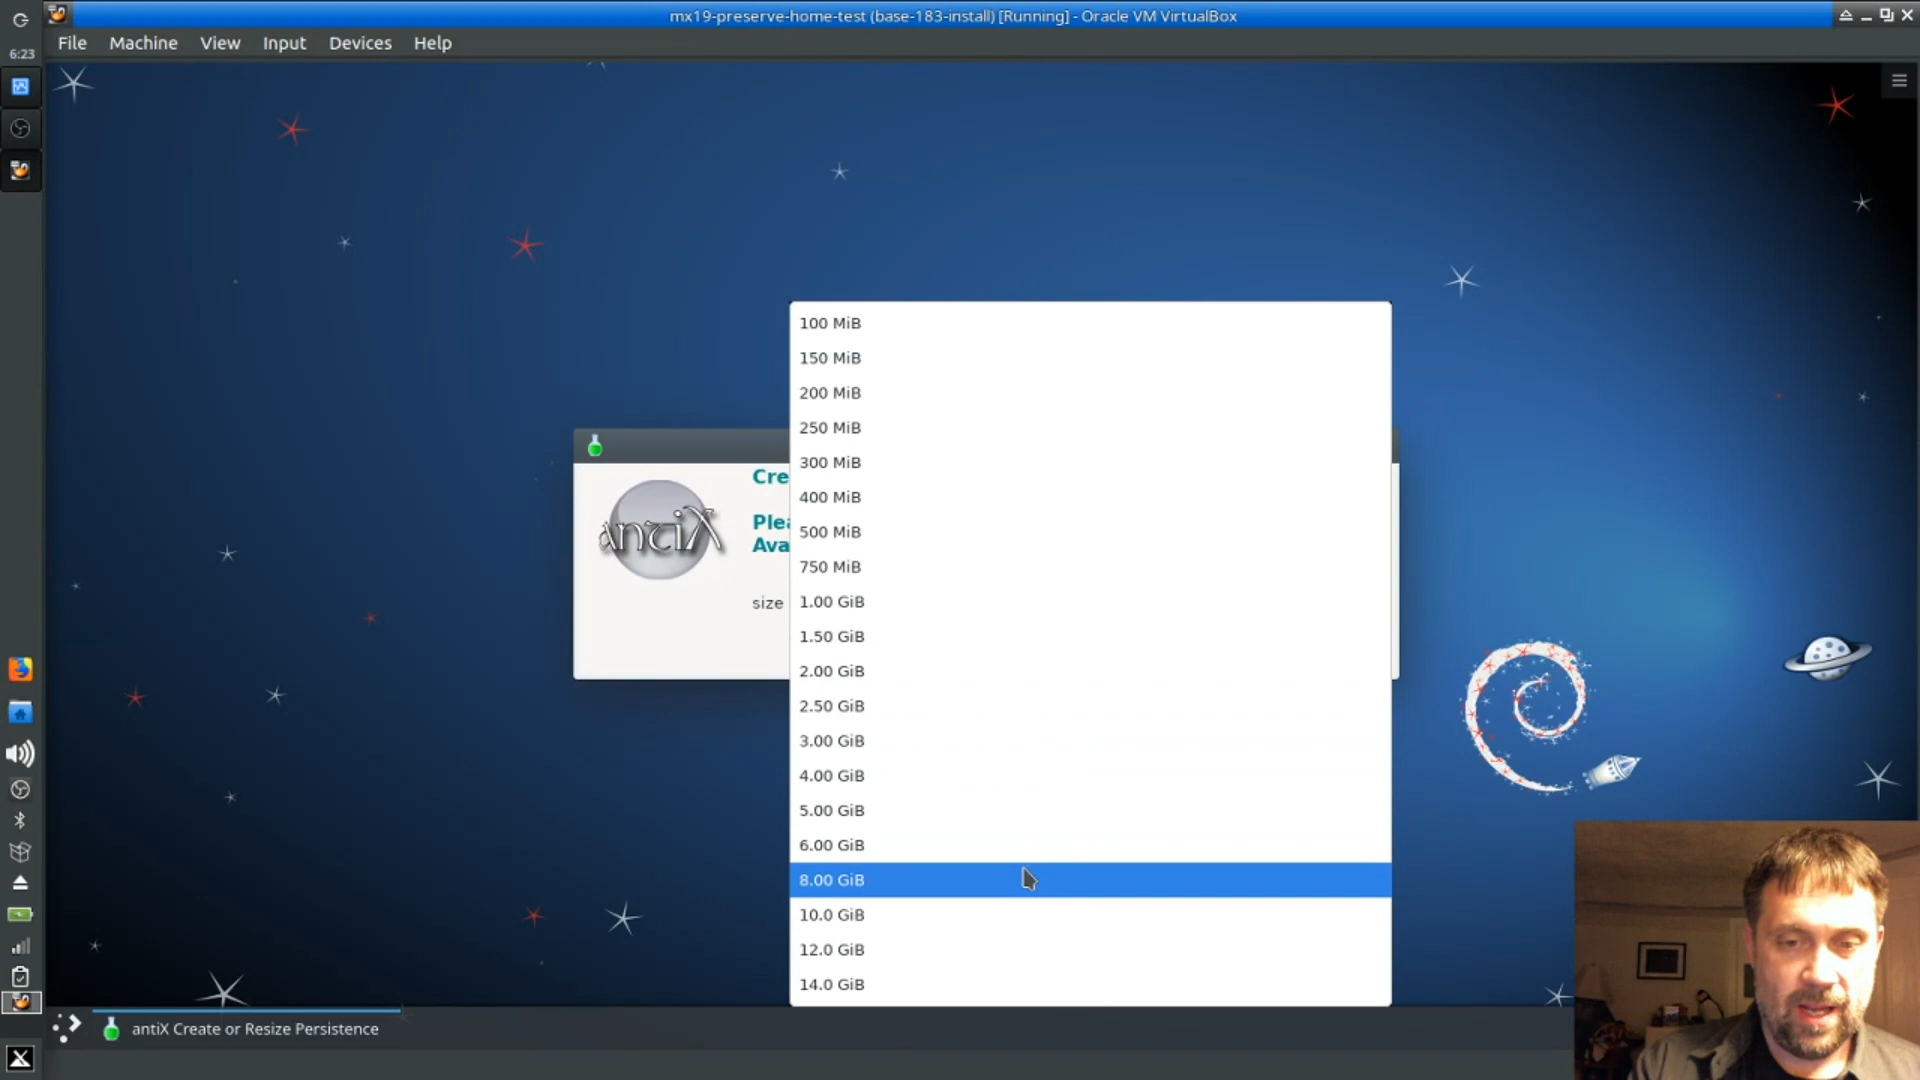 mx19-preserve-home-test (base-183-install) [Running] - Oracle VM VirtualBox
File Machine View Input Devices Help
6:23
100 MiB
150 MiB
200 MiB
250 MiB
300 MiB
400 MiB
500 MiB
750 MiB
1.00 GiB
1.50 GiB
2.00 GiB
2.50 GiB
3.00 GiB
4.00 GiB
5.00 GiB
6.00 GiB
8.00 GiB
10.0 GiB
12.0 GiB
14.0 GiB
Cre
antiX
Plea
Ava
size
antiX Create or Resize Persistence